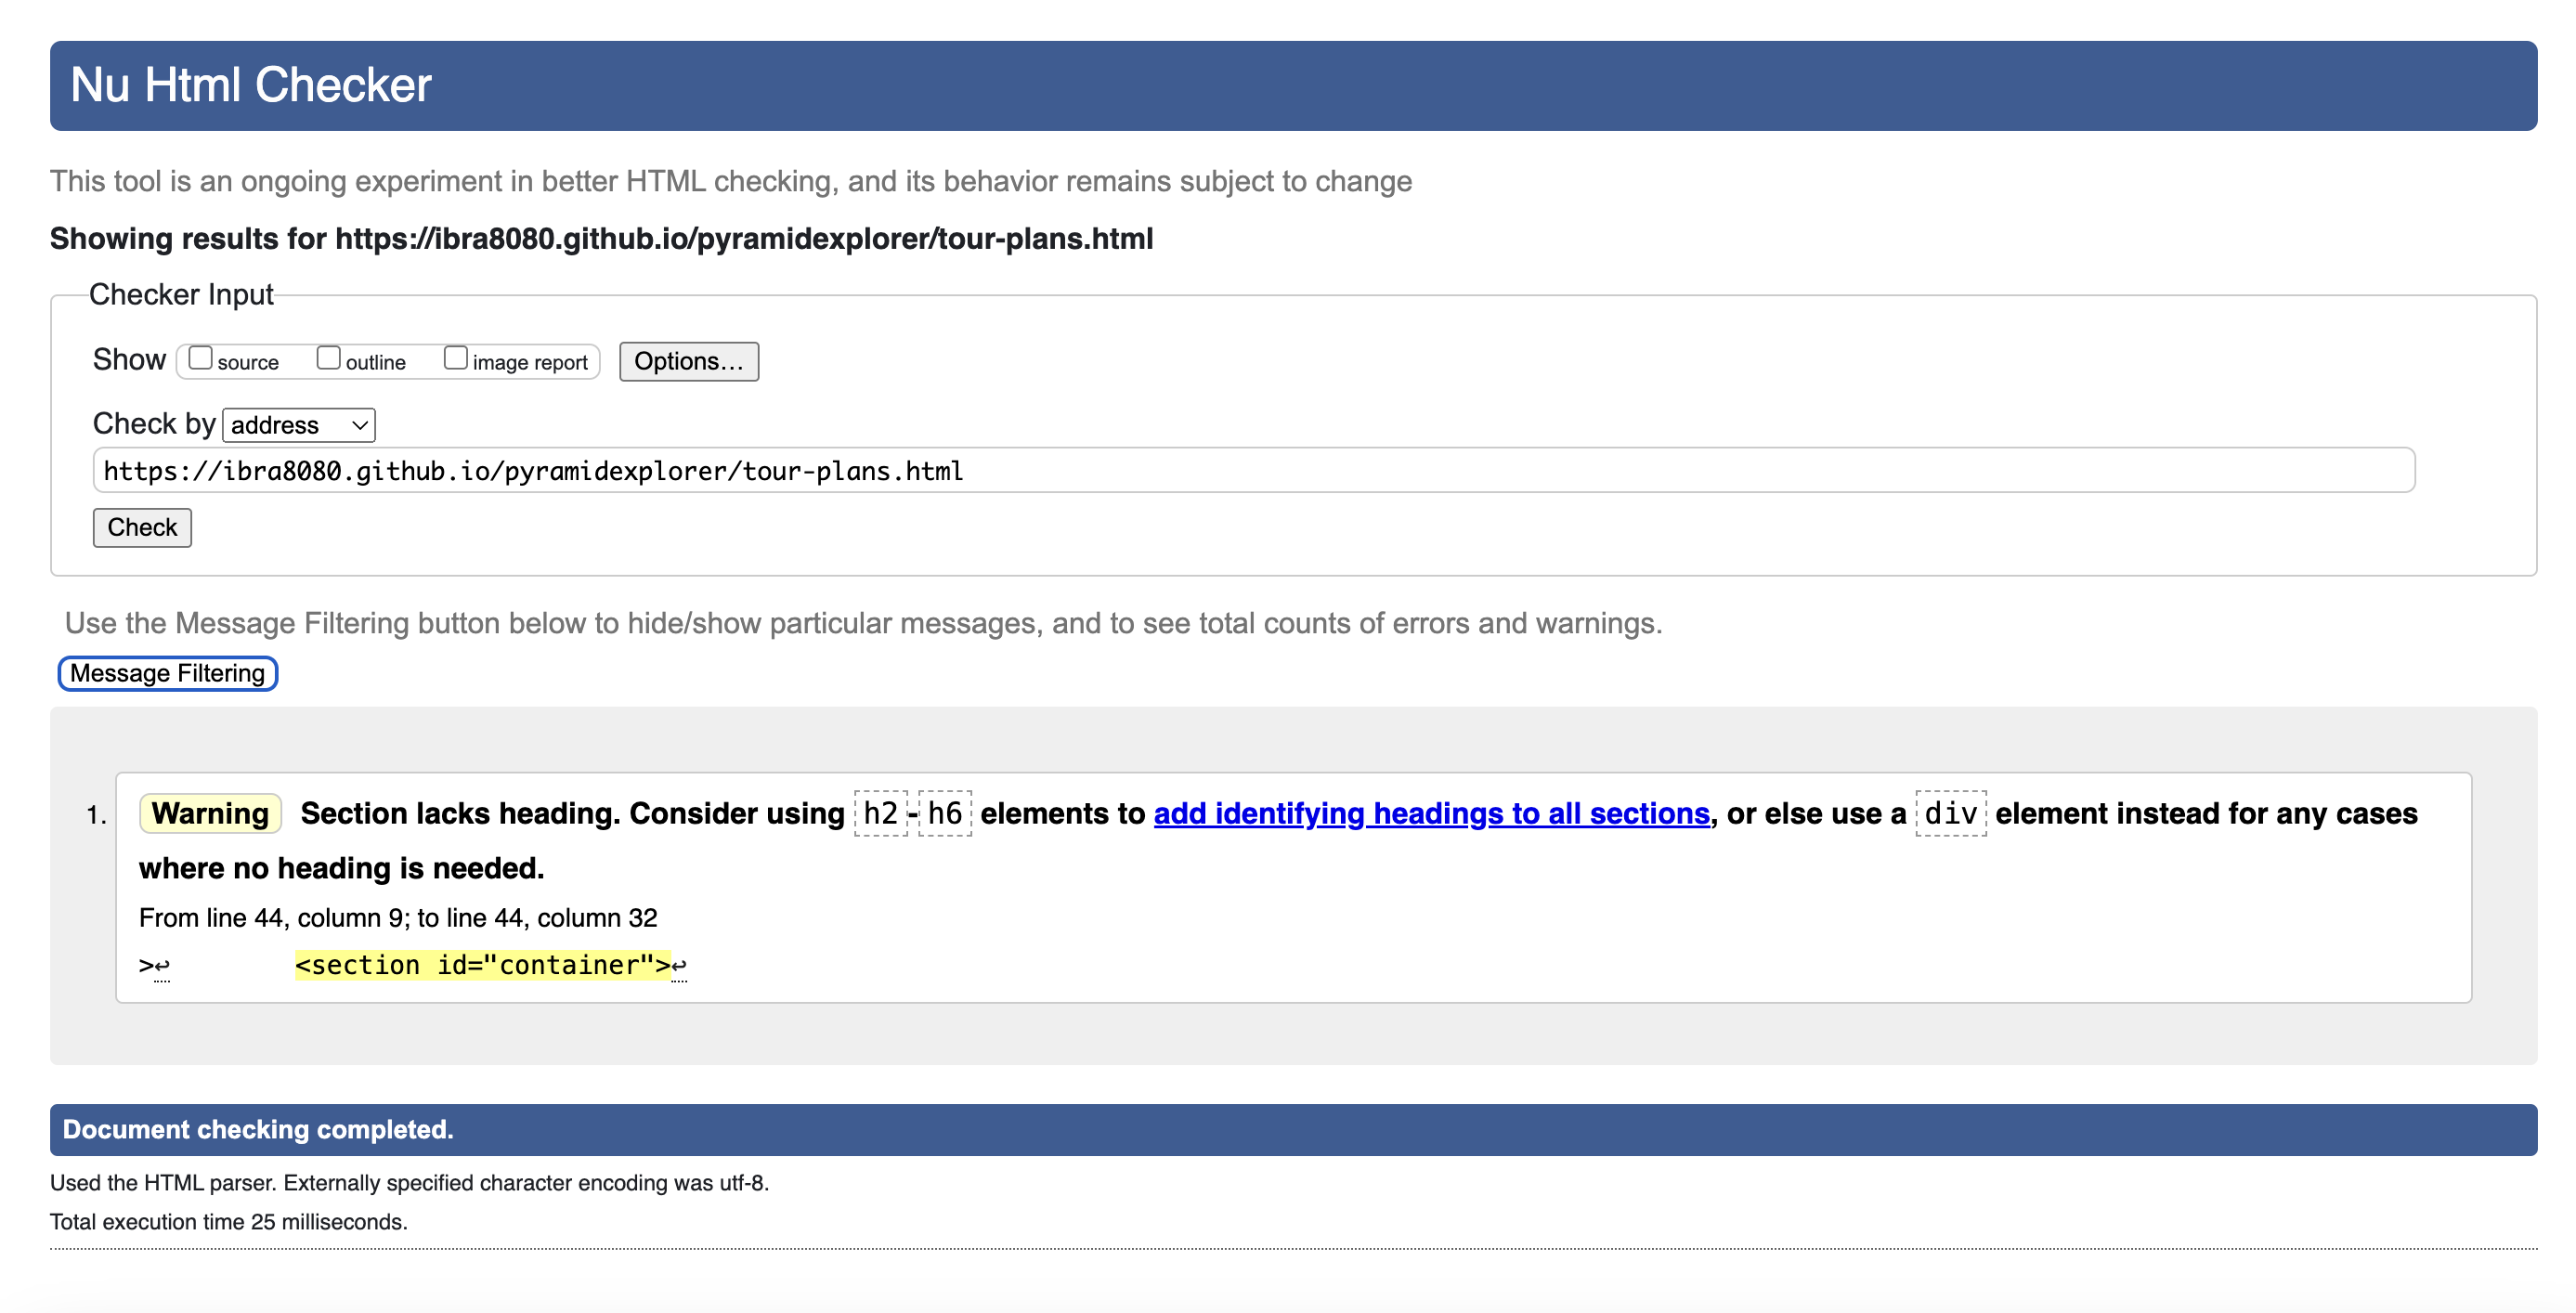 Nu Html Checker
This tool is an ongoing experiment in better HTML checking, and its behavior remains subject to change
Showing results for https://ibra8080.github.io/pyramidexplorer/tour-plans.html
Checker Input
Show source outline image report Options...
Check by address
https://ibra8080.github.io/pyramidexplorer/tour-plans.html
Check
Use the Message Filtering button below to hide/show particular messages, and to see total counts of errors and warnings.
Message Filtering
1. Warning Section lacks heading. Consider using h2-h6 elements to add identifying headings to all sections, or else use a div element instead for any cases
where no heading is needed.
From line 44, column 9; to line 44, column 32
>↩ <section id="container">↩
Document checking completed.
Used the HTML parser. Externally specified character encoding was utf-8.
Total execution time 25 milliseconds.